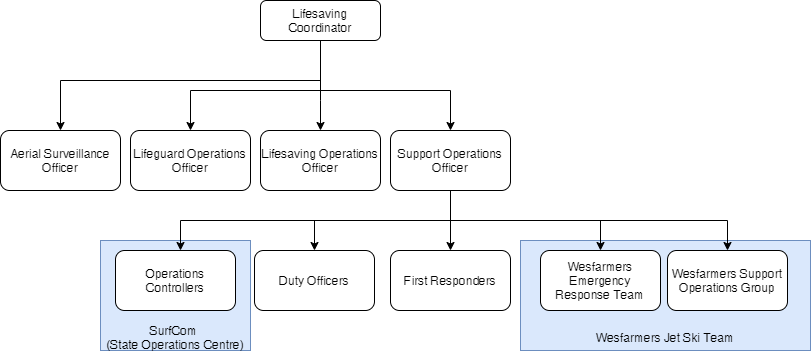 Lifesaving
Coordinator
Aerial Surveillance
Officer
Lifeguard Operations
Officer
Lifesaving Operations
Officer
Support Operations
Officer
Operations
Controllers
Duty Officers
First Responders
Wesfarmers
Emergency
Response Team
Wesfarmers Support
Operations Group
SurfCom
(State Operations Centre)
Wesfarmers Jet Ski Team